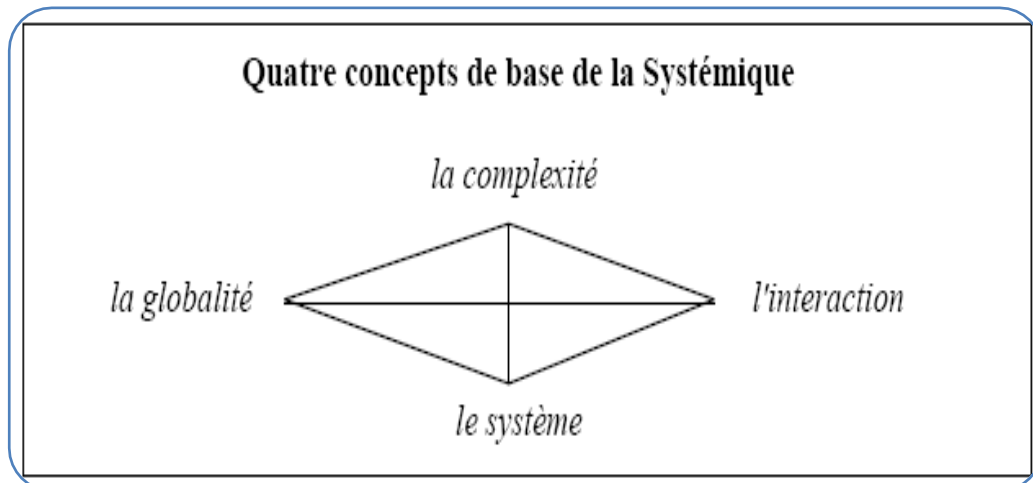 Quatre concepts de base de la Systémique
la complexité
la globalité
l'interaction
le système